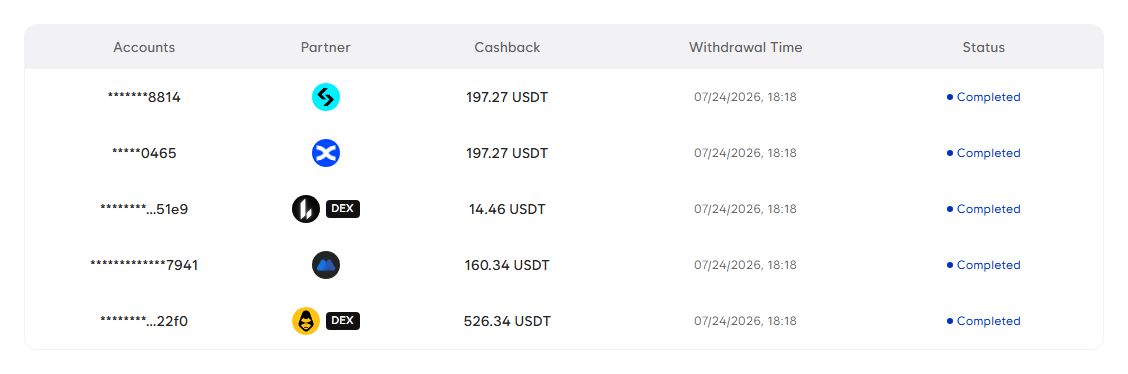 Accounts Partner Cashback Withdrawal Time Status
*******8814 197.27 USDT 07/24/2026, 18:18 Completed
*****0465 197.27 USDT 07/24/2026, 18:18 Completed
********...51e9 DEX 14.46 USDT 07/24/2026, 18:18 Completed
*************7941 160.34 USDT 07/24/2026, 18:18 Completed
********...22f0 DEX 526.34 USDT 07/24/2026, 18:18 Completed